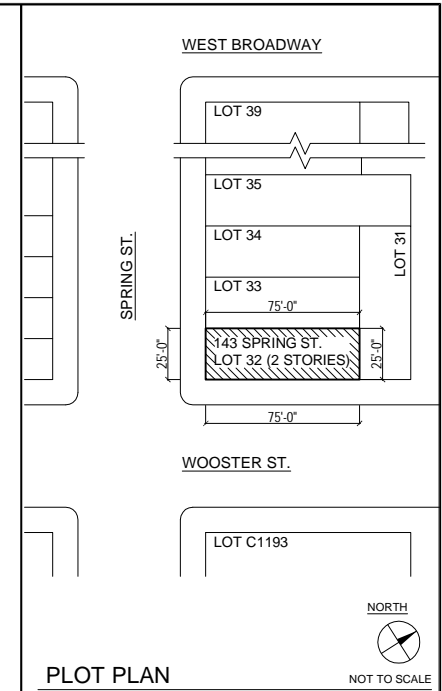 WEST BROADWAY
LOT 39
LOT 35
LOT 34
LOT 31
SPRING ST.
LOT 33
75'-0"
25'-0"
143 SPRING ST.
LOT 32 (2 STORIES)
25'-0"
75'-0"
WOOSTER ST.
LOT C1193
NORTH
PLOT PLAN
NOT TO SCALE